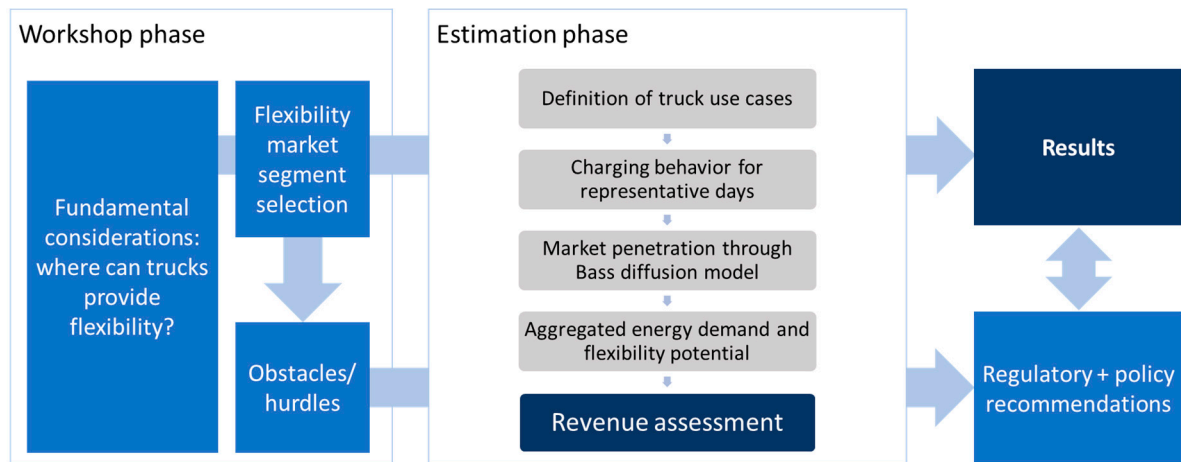 Workshop phase
Fundamental
considerations:
where can trucks
provide
flexibility?
Flexibility
market
segment
selection
Obstacles/
hurdles
Estimation phase
Definition of truck use cases
Charging behavior for
representative days
Market penetration through
Bass diffusion model
Aggregated energy demand and
flexibility potential
Revenue assessment
Results
Regulatory + policy
recommendations